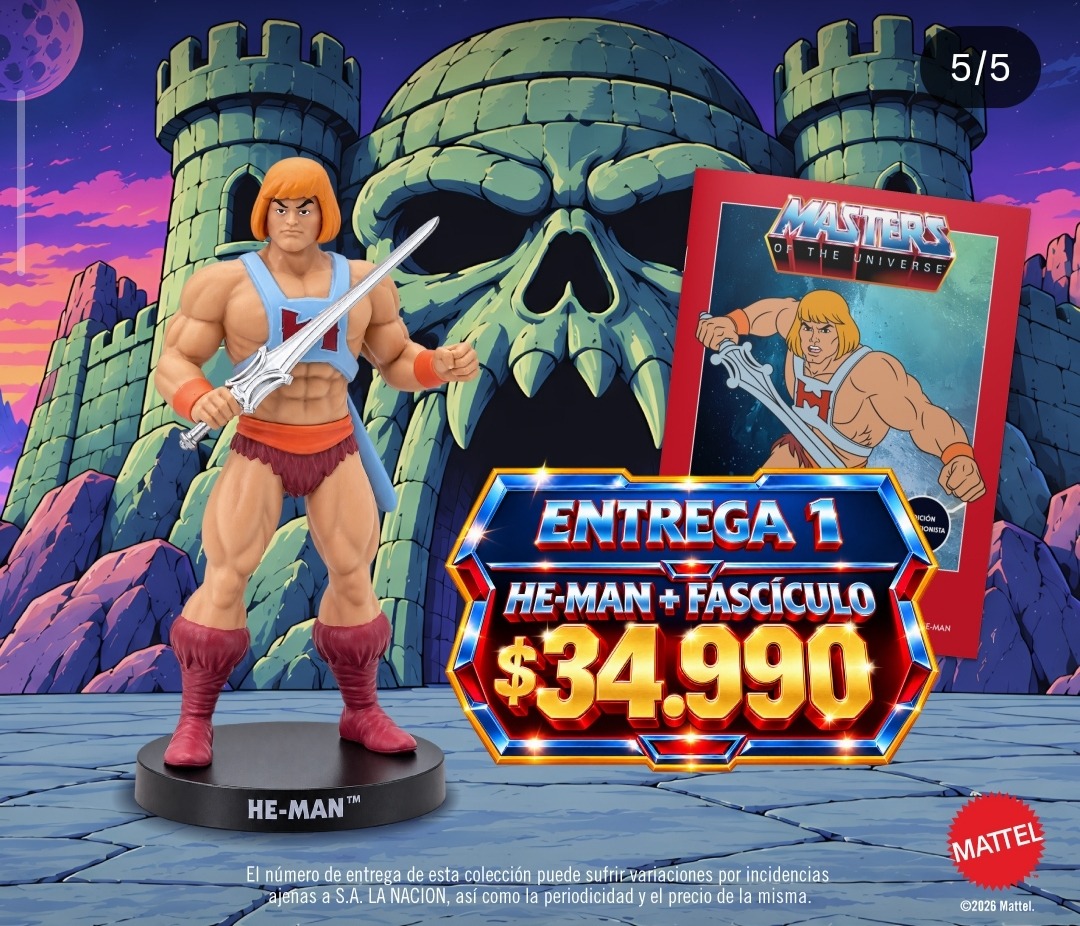 5/5
MASTERS
OF THE UNIVERSE
ENTREGA 1
HE-MAN + FASCÍCULO
$34.990
HE-MAN™
MATTEL
©2026 Mattel.
El número de entrega de esta colección puede sufrir variaciones por incidencias
ajenas a S.A. LA NACION, así como la periodicidad y el precio de la misma.